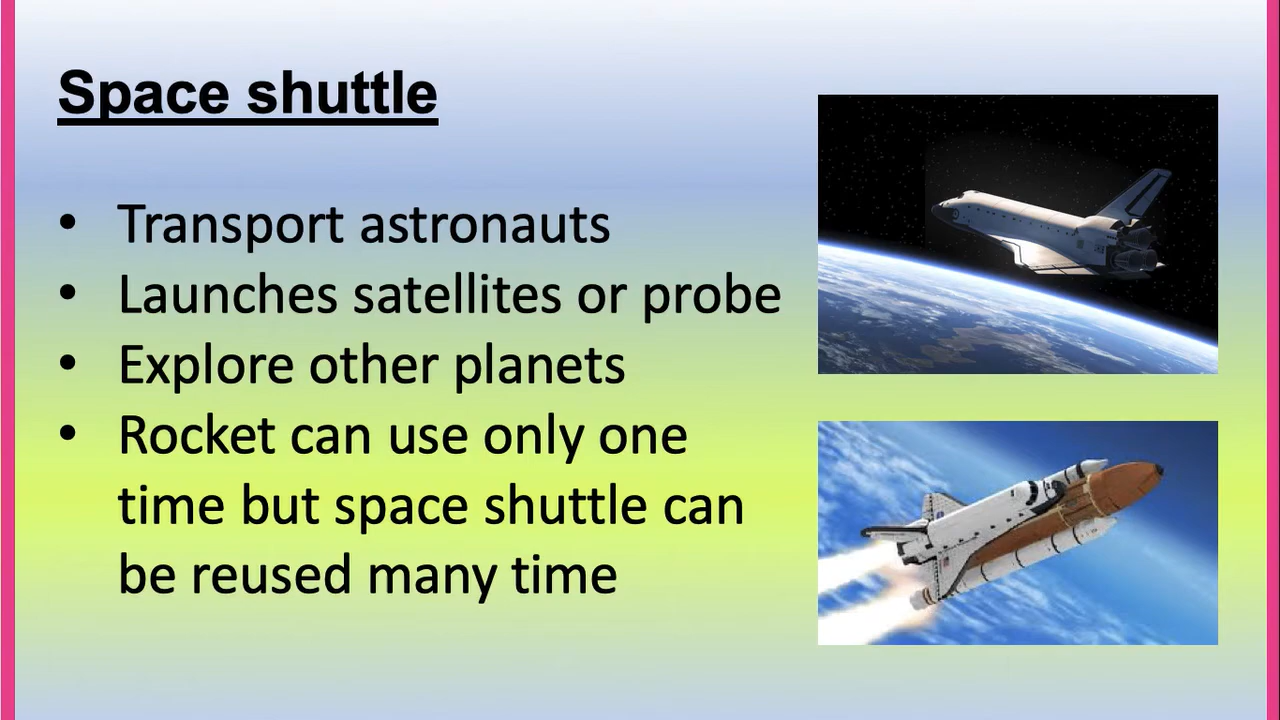 Space shuttle
• Transport astronauts
• Launches satellites or probe
• Explore other planets
• Rocket can use only one
time but space shuttle can
be reused many time